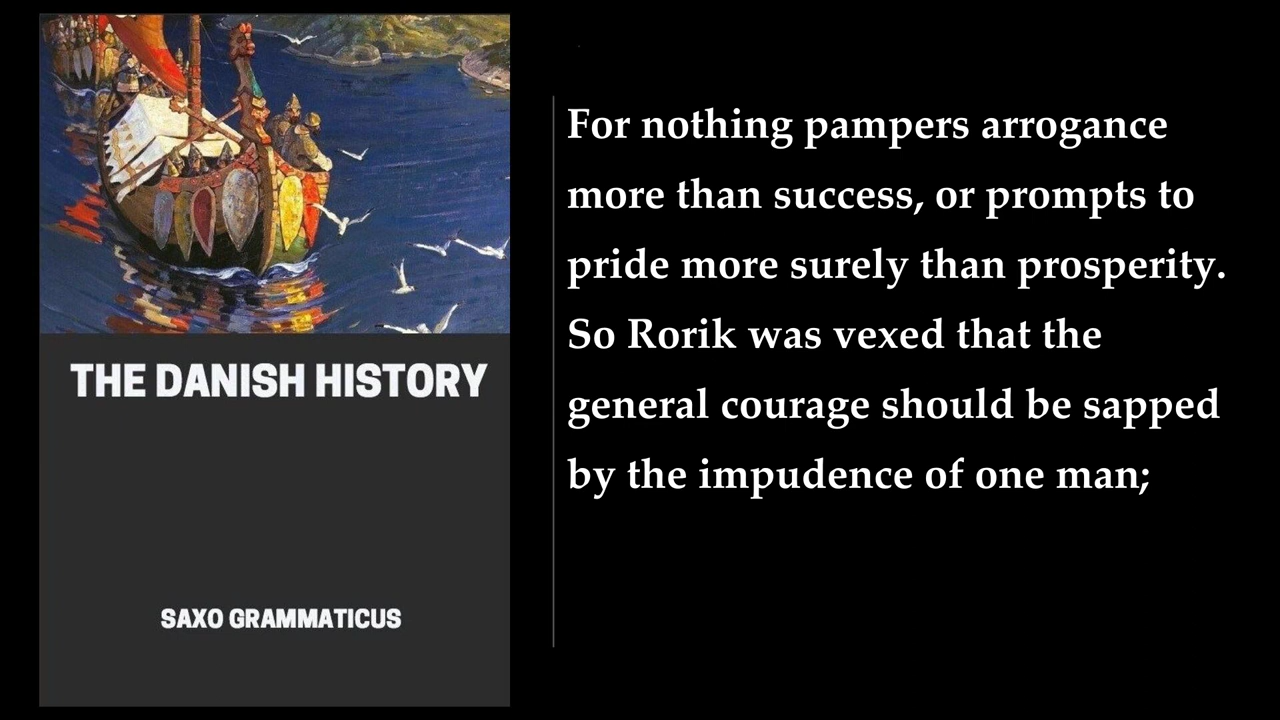 THE DANISH HISTORY
SAXO GRAMMATICUS
For nothing pampers arrogance
more than success, or prompts to
pride more surely than prosperity.
So Rorik was vexed that the
general courage should be sapped
by the impudence of one man;